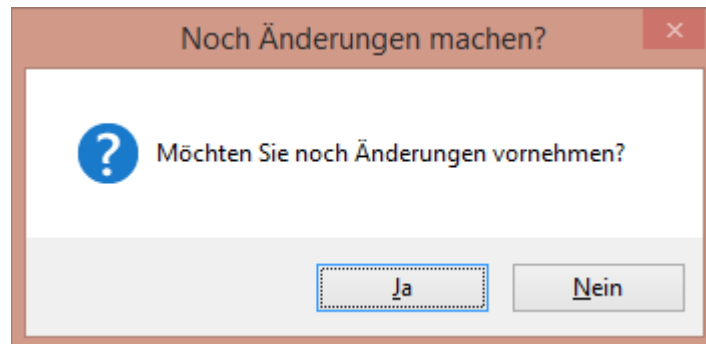 Noch Änderungen machen?
Möchten Sie noch Änderungen vornehmen?
Ja
Nein